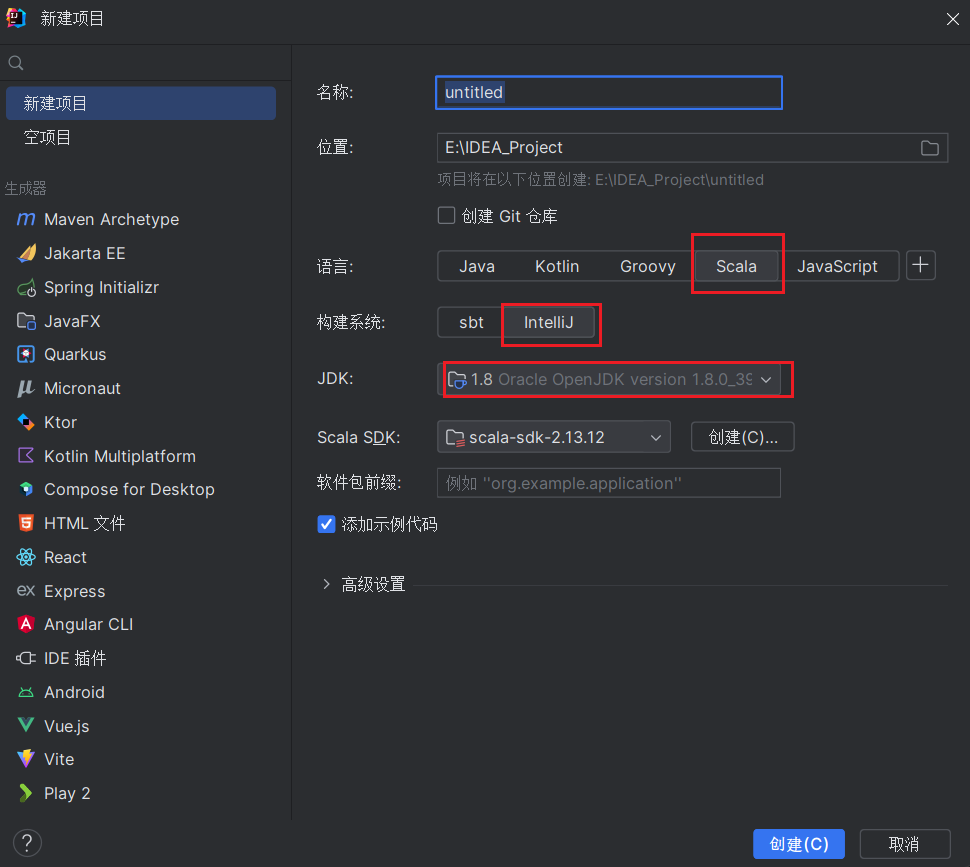 新建项目
新建项目
空项目
生成器
Maven Archetype
Jakarta EE
Spring Initializr
JavaFX
Quarkus
Micronaut
Ktor
Kotlin Multiplatform
Compose for Desktop
HTML 文件
React
Express
Angular CLI
IDE 插件
Android
Vue.js
Vite
Play 2
名称: untitled
位置: E:\IDEA_Project
项目将在以下位置创建: E:\IDEA_Project\untitled
创建 Git 仓库
语言: Java Kotlin Groovy Scala JavaScript
构建系统: sbt IntelliJ
JDK: 1.8 Oracle OpenJDK version 1.8.0_39
Scala SDK: scala-sdk-2.13.12 创建(C)...
软件包前缀: 例如 "org.example.application"
添加示例代码
高级设置
? 创建(C) 取消